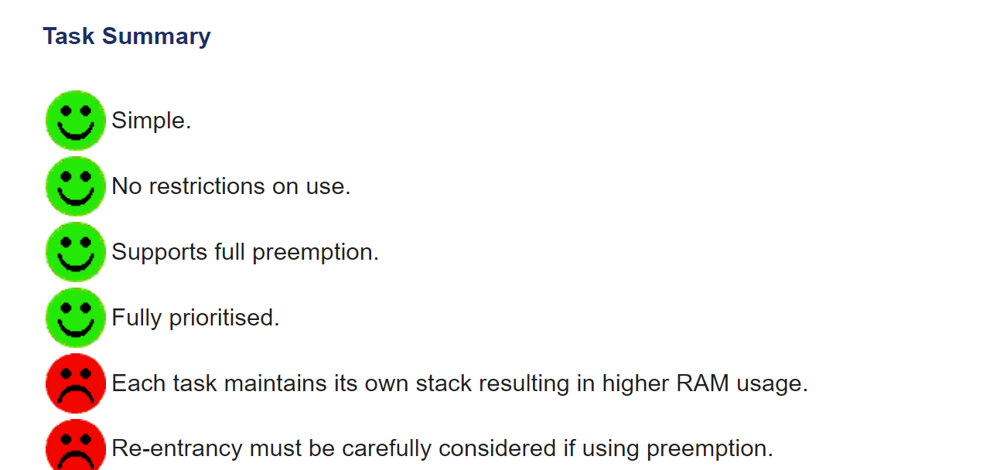 Task Summary
Simple.
No restrictions on use.
Supports full preemption.
Fully prioritised.
Each task maintains its own stack resulting in higher RAM usage.
Re-entrancy must be carefully considered if using preemption.